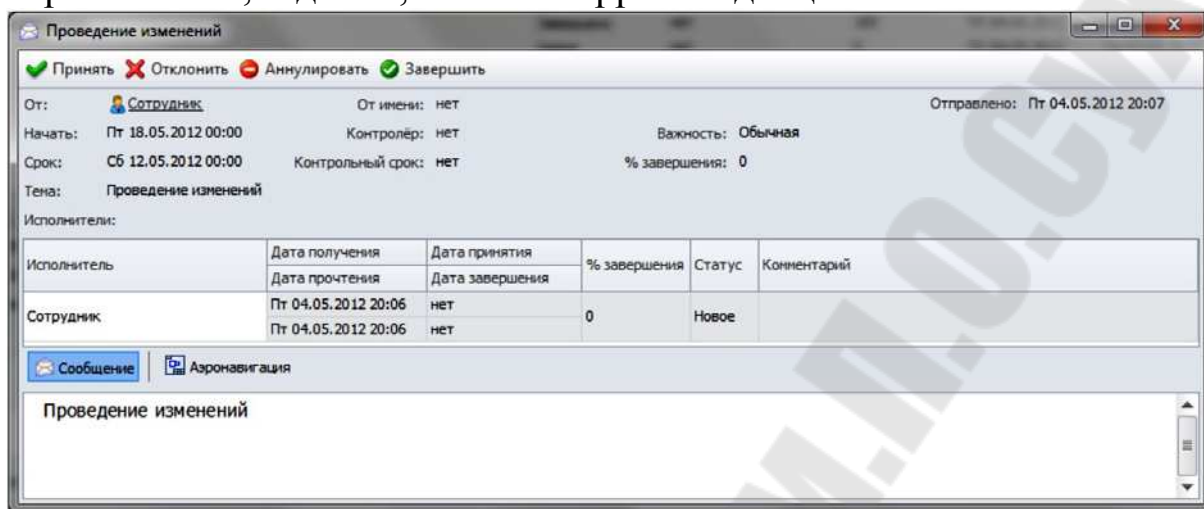 Проведение изменений
Принять Отклонить Аннулировать Завершить
От: Сотрудник От имени: нет Отправлено: Пт 04.05.2012 20:07
Начать: Пт 18.05.2012 00:00 Контролёр: нет Важность: Обычная
Срок: Сб 12.05.2012 00:00 Контрольный срок: нет % завершения: 0
Тема: Проведение изменений
Исполнители:
Исполнитель Дата получения Дата принятия % завершения Статус Комментарий
Дата прочтения Дата завершения
Сотрудник Пт 04.05.2012 20:06 нет 0 Новое
Пт 04.05.2012 20:06 нет
Сообщение Аэронавигация
Проведение изменений